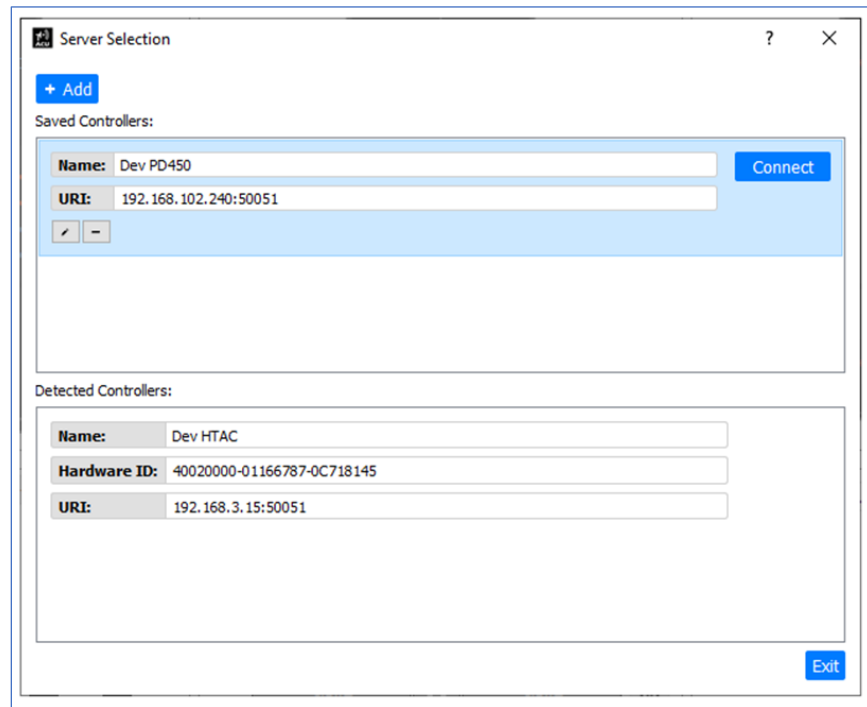 ACU Server Selection ? ×
+ Add
Saved Controllers:
Name: Dev PD450
Connect
URI: 192.168.102.240:50051
-
Detected Controllers:
Name: Dev HTAC
Hardware ID: 40020000-01166787-0C718145
URI: 192.168.3.15:50051
Exit